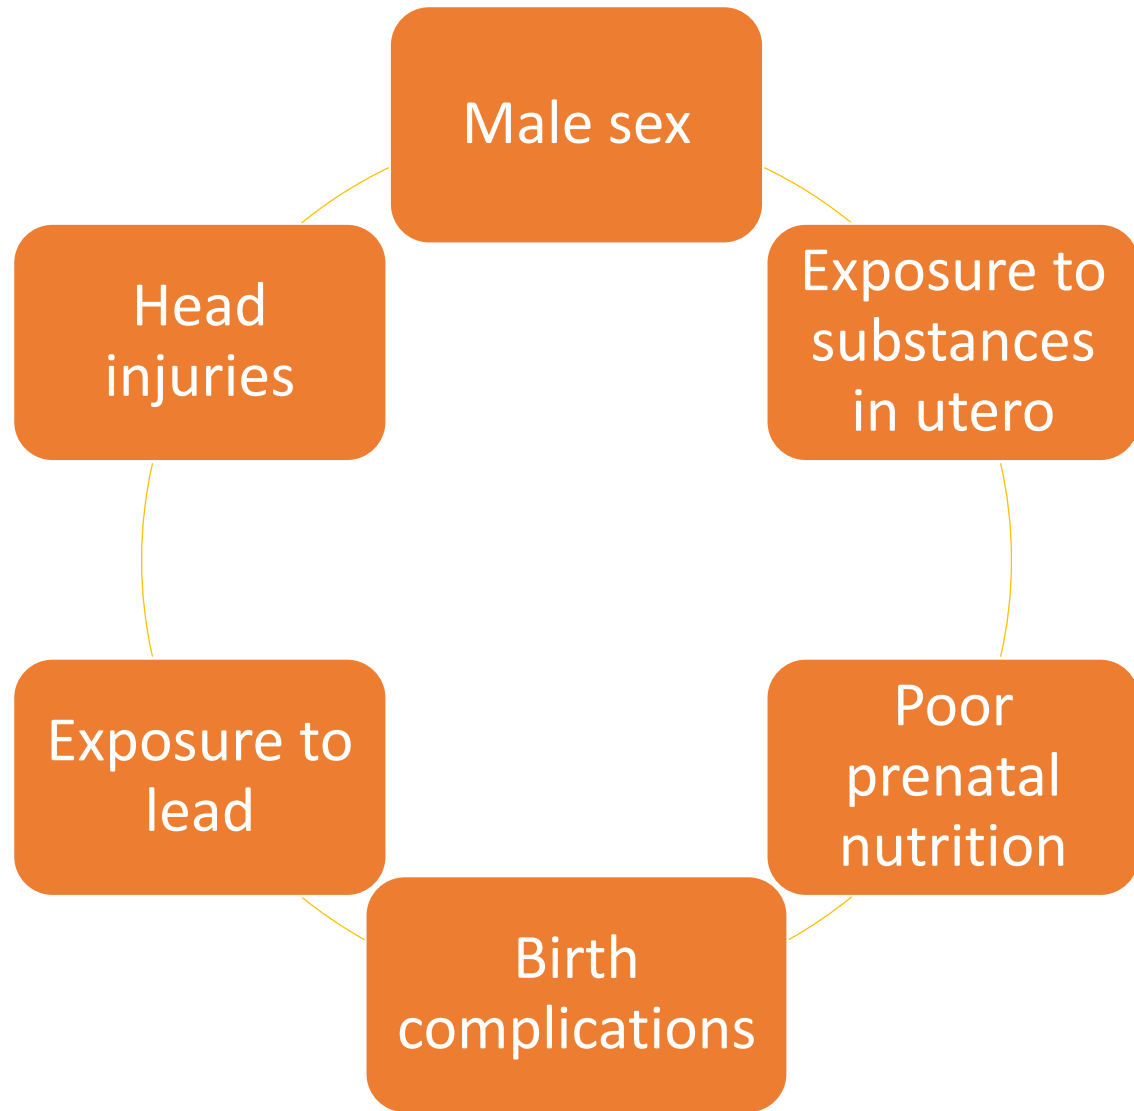 Male sex
Exposure to
substances
in utero
Poor
prenatal
nutrition
Birth
complications
Exposure to
lead
Head
injuries